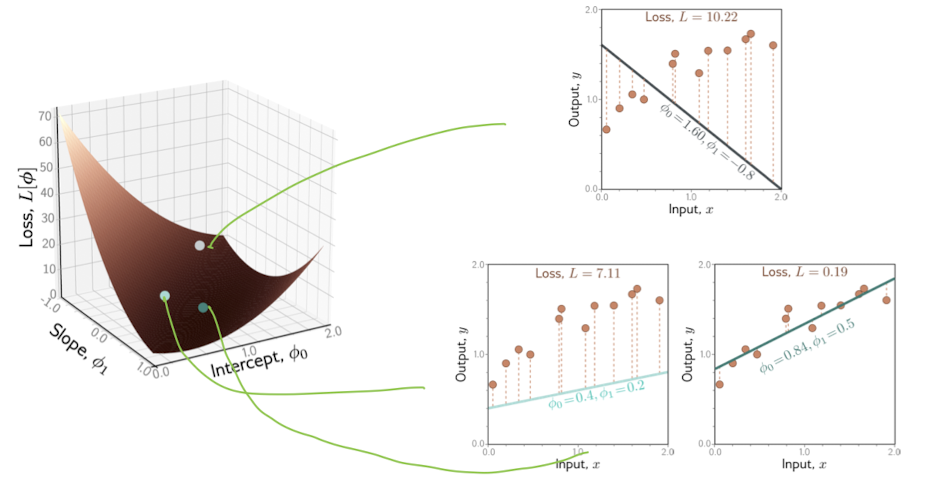 70
60
50
40
30
20
10
0
Loss, L[ϕ]
-1.0
0.0
1.0
Slope, ϕ₁
0.0
1.0
2.0
Intercept, ϕ₀
Loss, L = 10.22
2.0
1.0
0.0
Output, y
ϕ₀ = 1.60, ϕ₁ = −0.8
0.0
1.0
2.0
Input, x
Loss, L = 7.11
2.0
1.0
0.0
Output, y
ϕ₀ = 0.4, ϕ₁ = 0.2
0.0
1.0
2.0
Input, x
Loss, L = 0.19
2.0
1.0
0.0
Output, y
ϕ₀ = 0.84, ϕ₁ = 0.5
0.0
1.0
2.0
Input, x